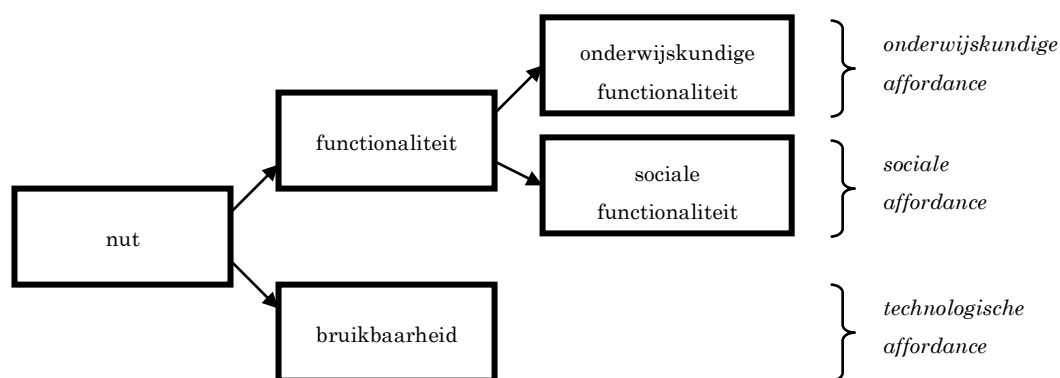 onderwijskundige
functionaliteit
onderwijskundige
affordance
functionaliteit
sociale
functionaliteit
sociale
affordance
nut
bruikbaarheid
technologische
affordance